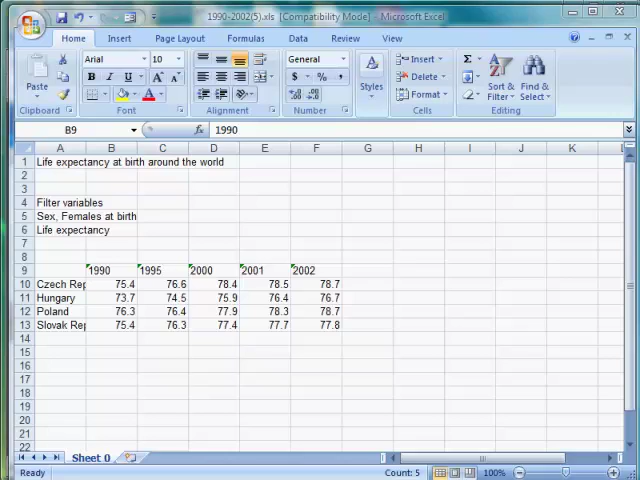 1990-2002(5).xls [Compatibility Mode] - Microsoft Excel
Home Insert Page Layout Formulas Data Review View
Paste Arial 10 General Styles Insert Sort & Find &
B I U A A $ % , Delete Filter Select
A .0 .00 Format
Clipboard Font Alignment Number Cells Editing
B9 fx 1990
A B C D E F G H I J K
1 Life expectancy at birth around the world
2
3
4 Filter variables
5 Sex, Females at birth
6 Life expectancy
7
8
9 1990 1995 2000 2001 2002
10 Czech Rep 75.4 76.6 78.4 78.5 78.7
11 Hungary 73.7 74.5 75.9 76.4 76.7
12 Poland 76.3 76.4 77.9 78.3 78.7
13 Slovak Rep 75.4 76.3 77.4 77.7 77.8
14
15
16
17
18
19
20
21
22
Sheet 0
Ready Count: 5 100%